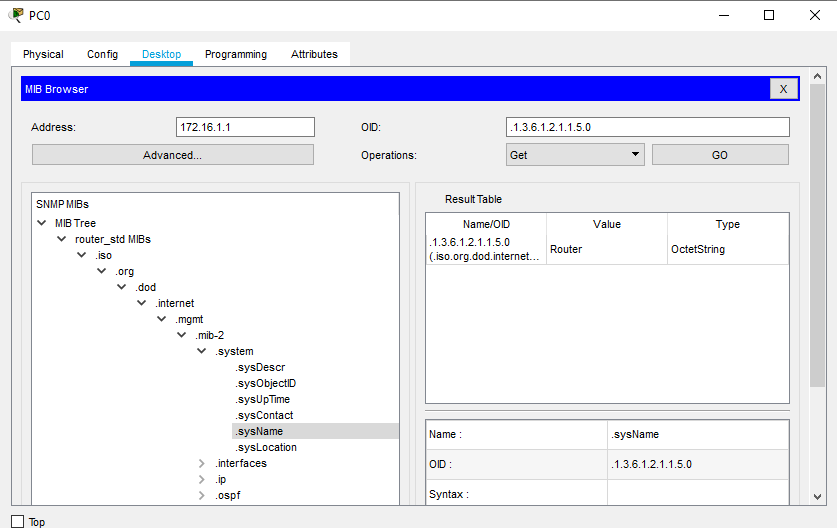 PC0
Physical Config Desktop Programming Attributes
MIB Browser X
Address: 172.16.1.1 OID: .1.3.6.1.2.1.1.5.0
Advanced... Operations: Get GO
SNMP MIBs
MIB Tree
router_std MIBs
.iso
.org
.dod
.internet
.mgmt
.mib-2
.system
.sysDescr
.sysObjectID
.sysUpTime
.sysContact
.sysName
.sysLocation
.interfaces
.ip
.ospf
Result Table
Name/OID Value Type
.1.3.6.1.2.1.1.5.0
(.iso.org.dod.internet... Router OctetString
Name : .sysName
OID : .1.3.6.1.2.1.1.5.0
Syntax :
Top